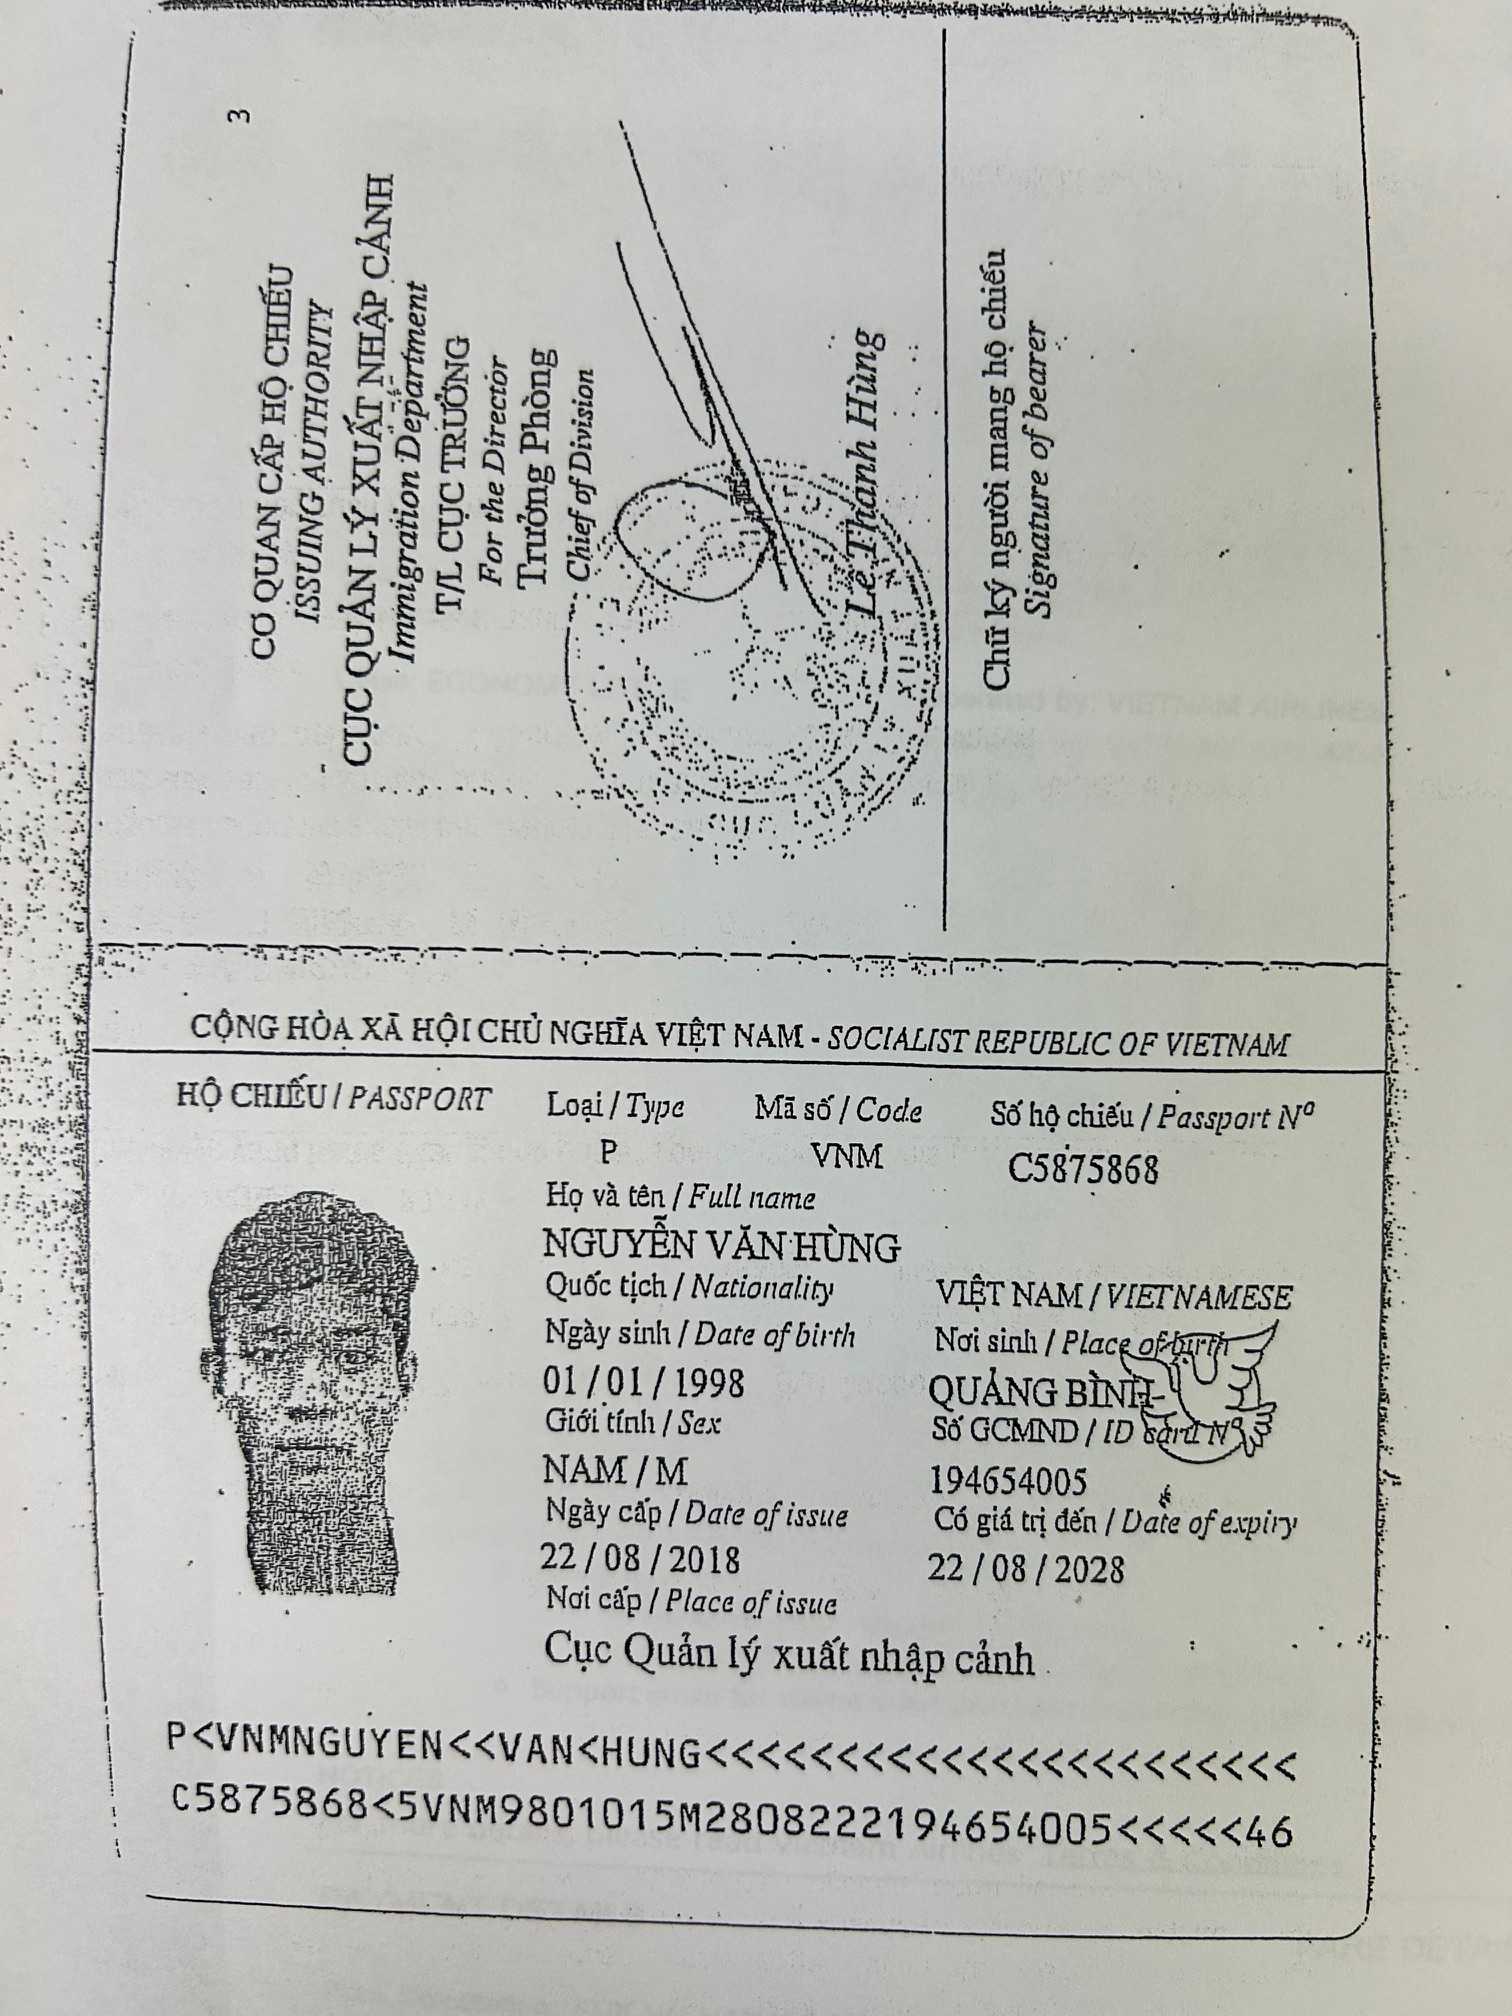 3
CƠ QUAN CẤP HỘ CHIẾU
ISSUING AUTHORITY
CỤC QUẢN LÝ XUẤT NHẬP CẢNH
Immigration Department
T/L CỤC TRƯỞNG
For the Director
Trưởng Phòng
Chief of Division
Lê Thanh Hùng
Chữ ký người mang hộ chiếu
Signature of bearer
CỘNG HÒA XÃ HỘI CHỦ NGHĨA VIỆT NAM - SOCIALIST REPUBLIC OF VIETNAM
HỘ CHIẾU / PASSPORT
Loại / Type Mã số / Code Số hộ chiếu / Passport Nº
P VNM C5875868
Họ và tên / Full name
NGUYỄN VĂN HÙNG
Quốc tịch / Nationality VIỆT NAM / VIETNAMESE
Ngày sinh / Date of birth Nơi sinh / Place of birth
01 / 01 / 1998 QUẢNG BÌNH
Giới tính / Sex Số GCMND / ID card Nº
NAM / M 194654005
Ngày cấp / Date of issue Có giá trị đến / Date of expiry
22 / 08 / 2018 22 / 08 / 2028
Nơi cấp / Place of issue
Cục Quản lý xuất nhập cảnh
P<VNMNGUYEN<<VAN<HUNG<<<<<<<<<<<<<<<<<<<<<<<
C5875868<5VNM9801015M2808222194654005<<<<<46